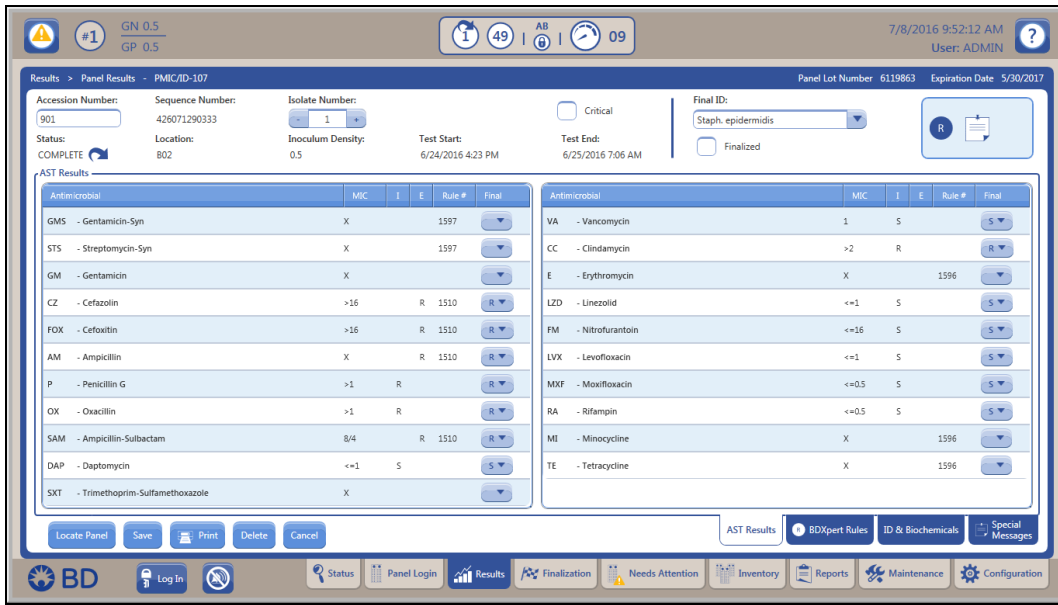 #1
GN 0.5
GP 0.5
1 49 AB 09
7/8/2016 9:52:12 AM
User: ADMIN
?
Results > Panel Results - PMIC/ID-107
Panel Lot Number 6119863 Expiration Date 5/30/2017
Accession Number: Sequence Number: Isolate Number: Final ID:
901 426071290333 - 1 + Critical Staph. epidermidis R
Status: Location: Inoculum Density: Test Start: Test End: Finalized
COMPLETE B02 0.5 6/24/2016 4:23 PM 6/25/2016 7:06 AM
AST Results
Antimicrobial MIC I E Rule # Final Antimicrobial MIC I E Rule # Final
GMS - Gentamicin-Syn X 1597 VA - Vancomycin 1 S S
STS - Streptomycin-Syn X 1597 CC - Clindamycin >2 R R
GM - Gentamicin X E - Erythromycin X 1596
CZ - Cefazolin >16 R 1510 R LZD - Linezolid <=1 S S
FOX - Cefoxitin >16 R 1510 R FM - Nitrofurantoin <=16 S S
AM - Ampicillin X R 1510 R LVX - Levofloxacin <=1 S S
P - Penicillin G >1 R R MXF - Moxifloxacin <=0.5 S S
OX - Oxacillin >1 R R RA - Rifampin <=0.5 S S
SAM - Ampicillin-Sulbactam 8/4 R 1510 R MI - Minocycline X 1596
DAP - Daptomycin <=1 S S TE - Tetracycline X 1596
SXT - Trimethoprim-Sulfamethoxazole X
Locate Panel Save Print Delete Cancel
AST Results R BDXpert Rules ID & Biochemicals Special Messages
BD Log In Status Panel Login Results Finalization Needs Attention Inventory Reports Maintenance Configuration